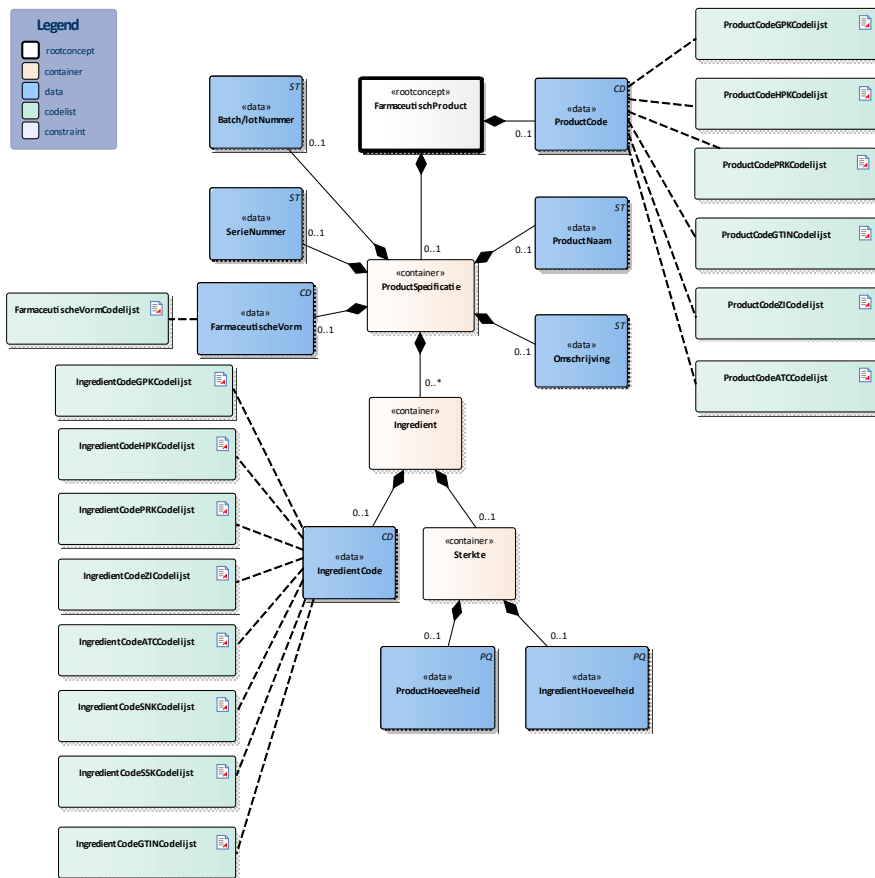 Legend
rootconcept
container
data
codelist
constraint
ProductCodeGPKCodelijst
ProductCodeHPKCodelijst
ProductCodePRKCodelijst
ProductCodeGTINCodelijst
ProductCodeZICodelijst
ProductCodeATCCodelijst
ST
«data»
Batch/lotNummer
0..1
«rootconcept»
FarmaceutischProduct
CD
«data»
ProductCode
0..1
ST
«data»
SerieNummer
0..1
0..1
ST
«data»
ProductNaam
0..1
«container»
ProductSpecificatie
FarmaceutischeVormCodelijst
CD
«data»
FarmaceutischeVorm
0..1
ST
«data»
Omschrijving
0..1
0..*
«container»
Ingredient
IngredientCodeGPKCodelijst
IngredientCodeHPKCodelijst
IngredientCodePRKCodelijst
IngredientCodeZICodelijst
IngredientCodeATCCodelijst
IngredientCodeSNKCodelijst
IngredientCodeSSKCodelijst
IngredientCodeGTINCodelijst
0..1
CD
«data»
IngredientCode
0..1
«container»
Sterkte
0..1
PQ
«data»
ProductHoeveelheid
0..1
PQ
«data»
IngredientHoeveelheid